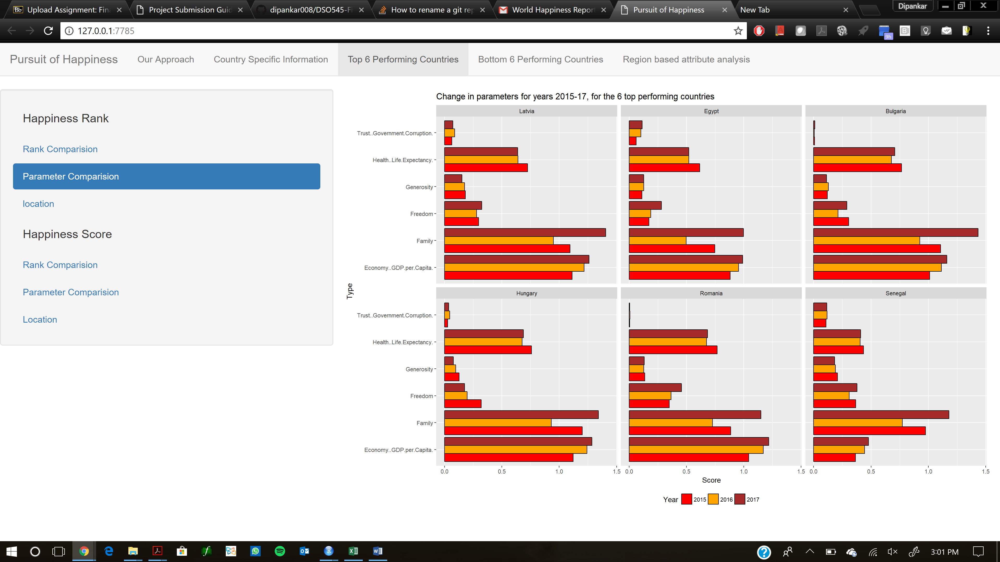 Upload Assignment: Fin
Project Submission Guid
dipankar008/DSO545-Fi
How to rename a git rep
World Happiness Report
Pursuit of Happiness
New Tab
Dipankar
127.0.0.1:7785
9h
Pursuit of Happiness
Our Approach
Country Specific Information
Top 6 Performing Countries
Bottom 6 Performing Countries
Region based attribute analysis
Happiness Rank
Rank Comparision
Parameter Comparision
location
Happiness Score
Rank Comparision
Parameter Comparision
Location
Change in parameters for years 2015-17, for the 6 top performing countries
Latvia
Egypt
Bulgaria
Trust..Government.Corruption.
Health..Life.Expectancy.
Generosity
Freedom
Family
Economy..GDP.per.Capita.
Type
Hungary
Romania
Senegal
Trust..Government.Corruption.
Health..Life.Expectancy.
Generosity
Freedom
Family
Economy..GDP.per.Capita.
0.0 0.5 1.0 1.5 0.0 0.5 1.0 1.5 0.0 0.5 1.0 1.5
Score
Year 2015 2016 2017
3:01 PM